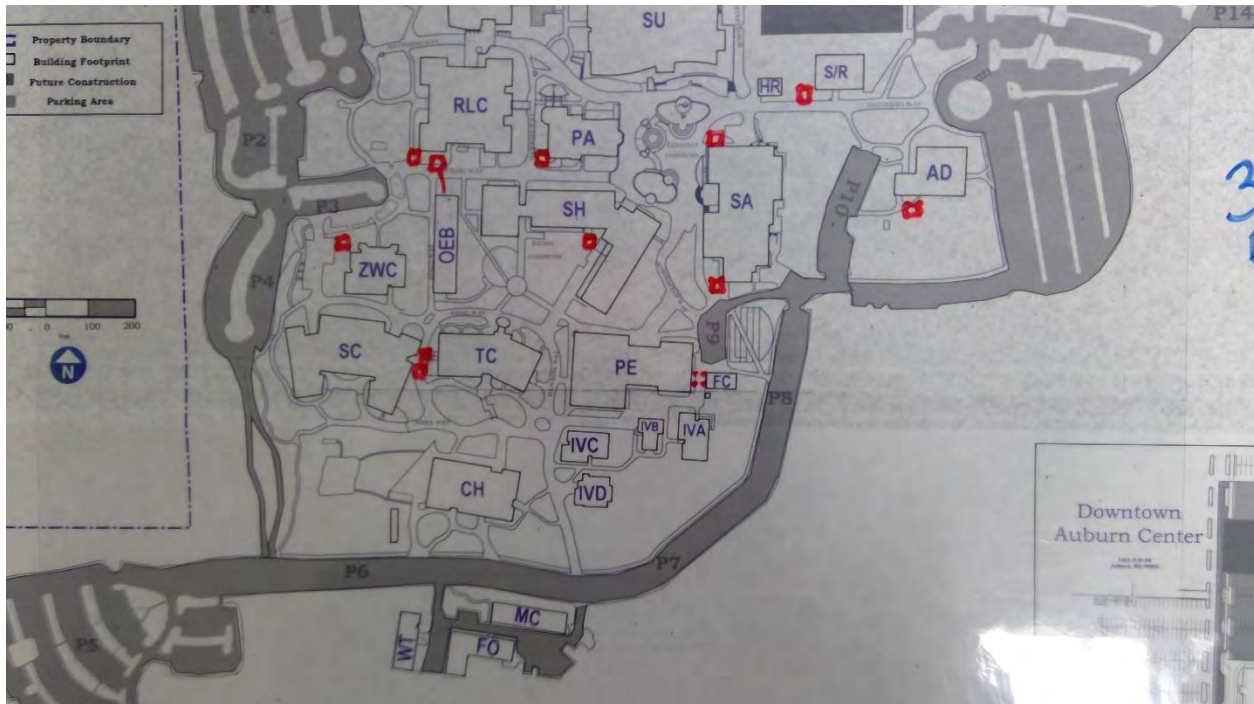 P1
SU
P14
Property Boundary
Building Footprint
Future Construction
Parking Area
RLC
HR
S/R
PA
P2
AD
P3
P10
SA
SH
OEB
3
ZWC
P4
0
100
200
N
P9
SC
TC
PE
FC
P8
IVB
IVA
IVC
CH
IVD
Downtown
Auburn Center
P6
P7
MC
WT
FO
P5